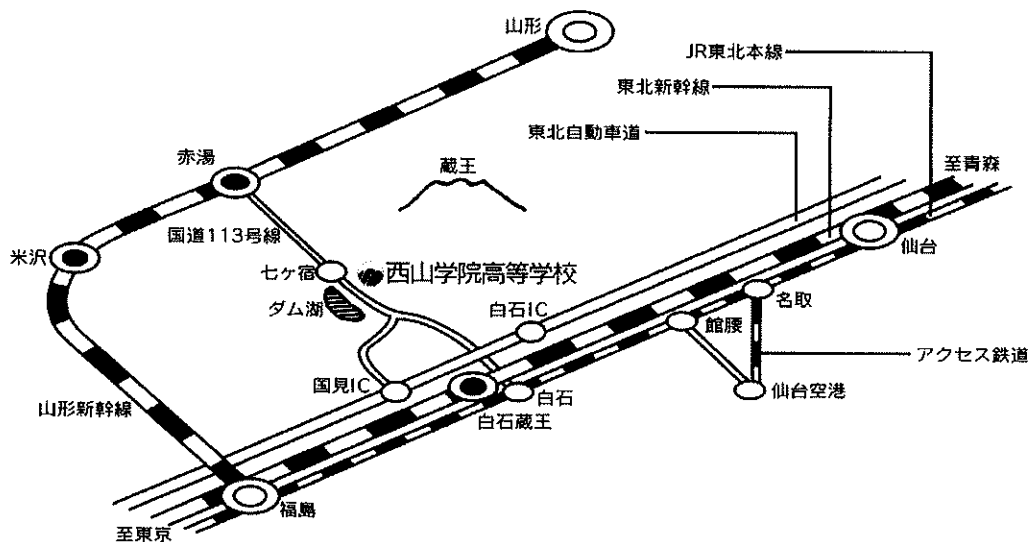 山形
JR東北本線
東北新幹線
東北自動車道
赤湯
蔵王
至青森
国道113号線
仙台
米沢
七ヶ宿
西山学院高等学校
ダム湖
白石IC
名取
館腰
アクセス鉄道
国見IC
白石
仙台空港
山形新幹線
白石蔵王
福島
至東京